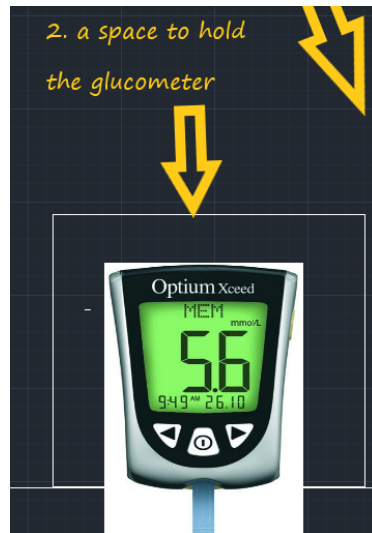 2. a space to hold
the glucometer
Optium Xceed
MEM
mmol/L
5.6
9:49 AM 26.10